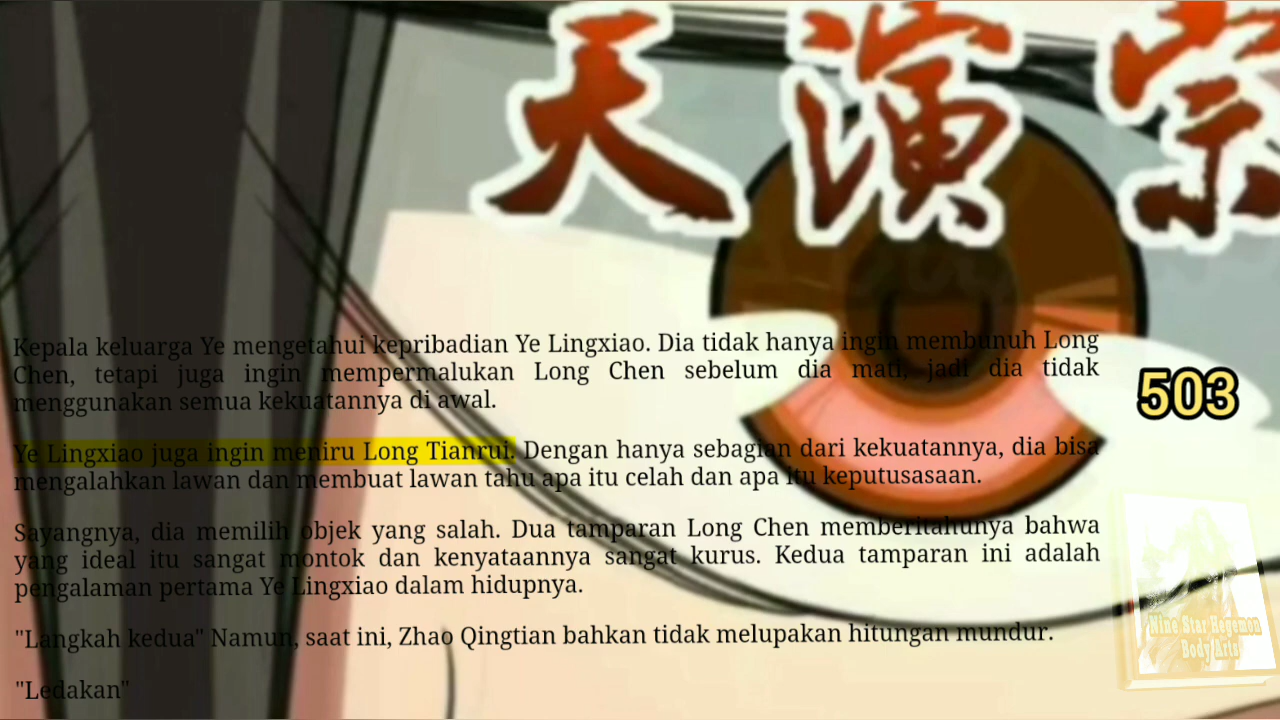 天演宗
Kepala keluarga Ye mengetahui kepribadian Ye Lingxiao. Dia tidak hanya ingin membunuh Long
Chen, tetapi juga ingin mempermalukan Long Chen sebelum dia mati, jadi dia tidak
menggunakan semua kekuatannya di awal.
503
Ye Lingxiao juga ingin meniru Long Tianrui. Dengan hanya sebagian dari kekuatannya, dia bisa
mengalahkan lawan dan membuat lawan tahu apa itu celah dan apa itu keputusasaan.
Sayangnya, dia memilih objek yang salah. Dua tamparan Long Chen memberitahunya bahwa
yang ideal itu sangat montok dan kenyataannya sangat kurus. Kedua tamparan ini adalah
pengalaman pertama Ye Lingxiao dalam hidupnya.
"Langkah kedua" Namun, saat ini, Zhao Qingtian bahkan tidak melupakan hitungan mundur.
"Ledakan"
Nine Star Hegemon
Body Arts